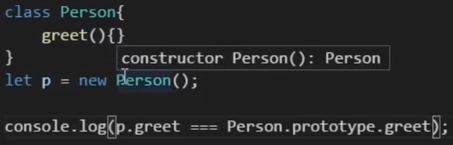 class Person{
greet(){}
}
constructor Person(): Person
let p = new Person();
console.log(p.greet === Person.prototype.greet);